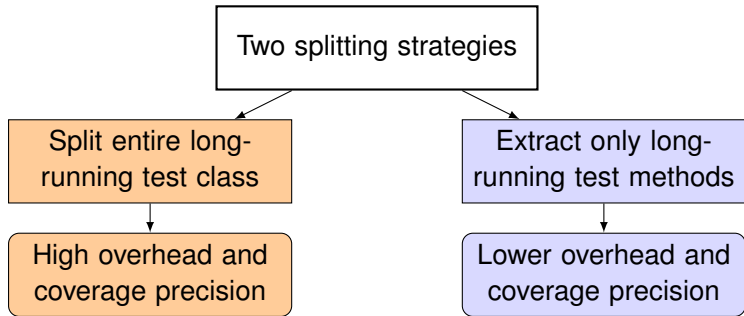 Two splitting strategies
Split entire long-
running test class
Extract only long-
running test methods
High overhead and
coverage precision
Lower overhead and
coverage precision